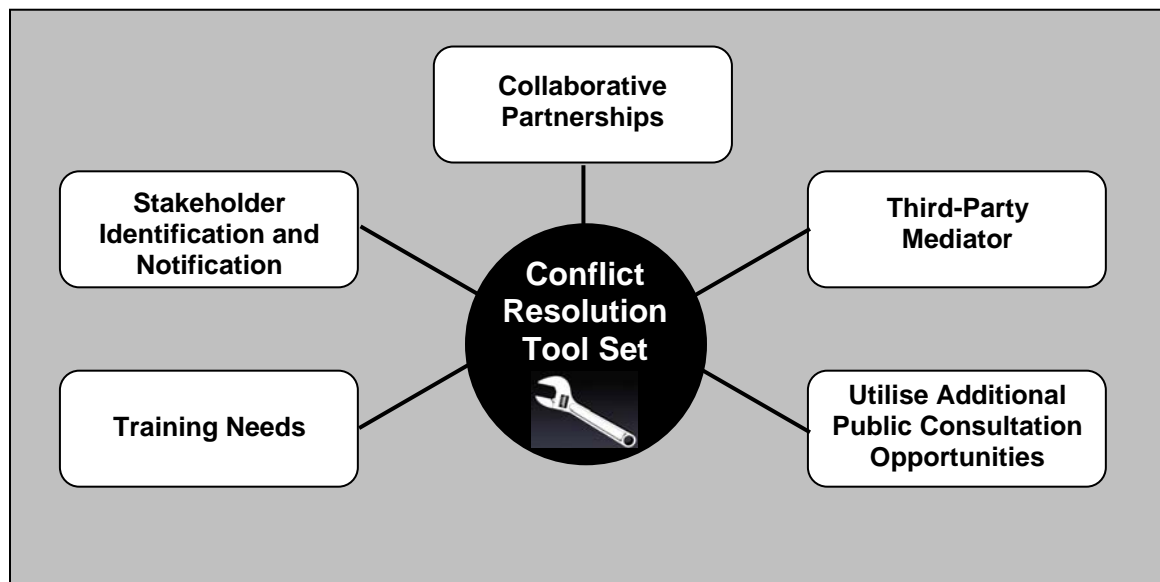 Collaborative
Partnerships
Stakeholder
Identification and
Notification
Third-Party
Mediator
Conflict
Resolution
Tool Set
Training Needs
Utilise Additional
Public Consultation
Opportunities